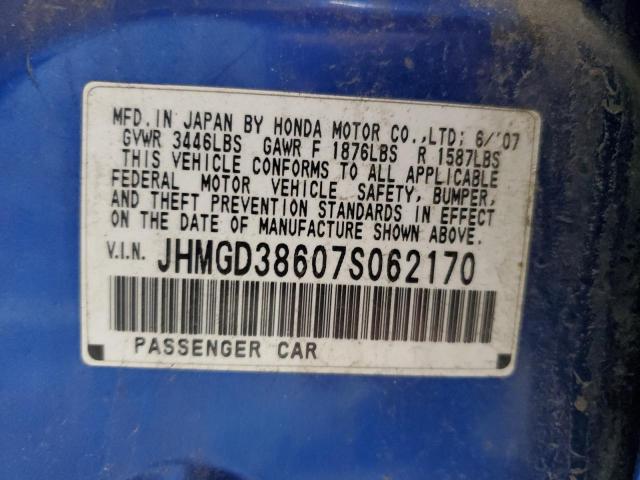 MFD. IN JAPAN BY HONDA MOTOR CO., LTD; 6/'07
GVWR 3446LBS GAWR F 1876LBS R 1587LBS
THIS VEHICLE CONFORMS TO ALL APPLICABLE
FEDERAL MOTOR VEHICLE SAFETY, BUMPER,
AND THEFT PREVENTION STANDARDS IN EFFECT
ON THE DATE OF MANUFACTURE SHOWN ABOVE.
V.I.N. JHMGD38607S062170
PASSENGER CAR